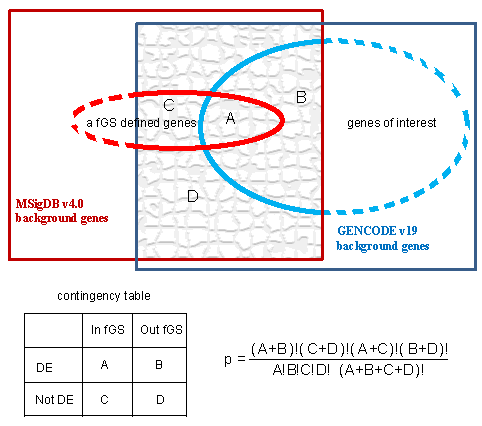 C
B
a fGS defined genes
A
genes of interest
D
MSigDB v4.0
background genes
GENCODE v19
background genes
contingency table
In fGS Out fGS
DE A B
Not DE C D
p = (A+B)!(C+D)!(A+C)!(B+D)!
A!B!C!D! (A+B+C+D)!